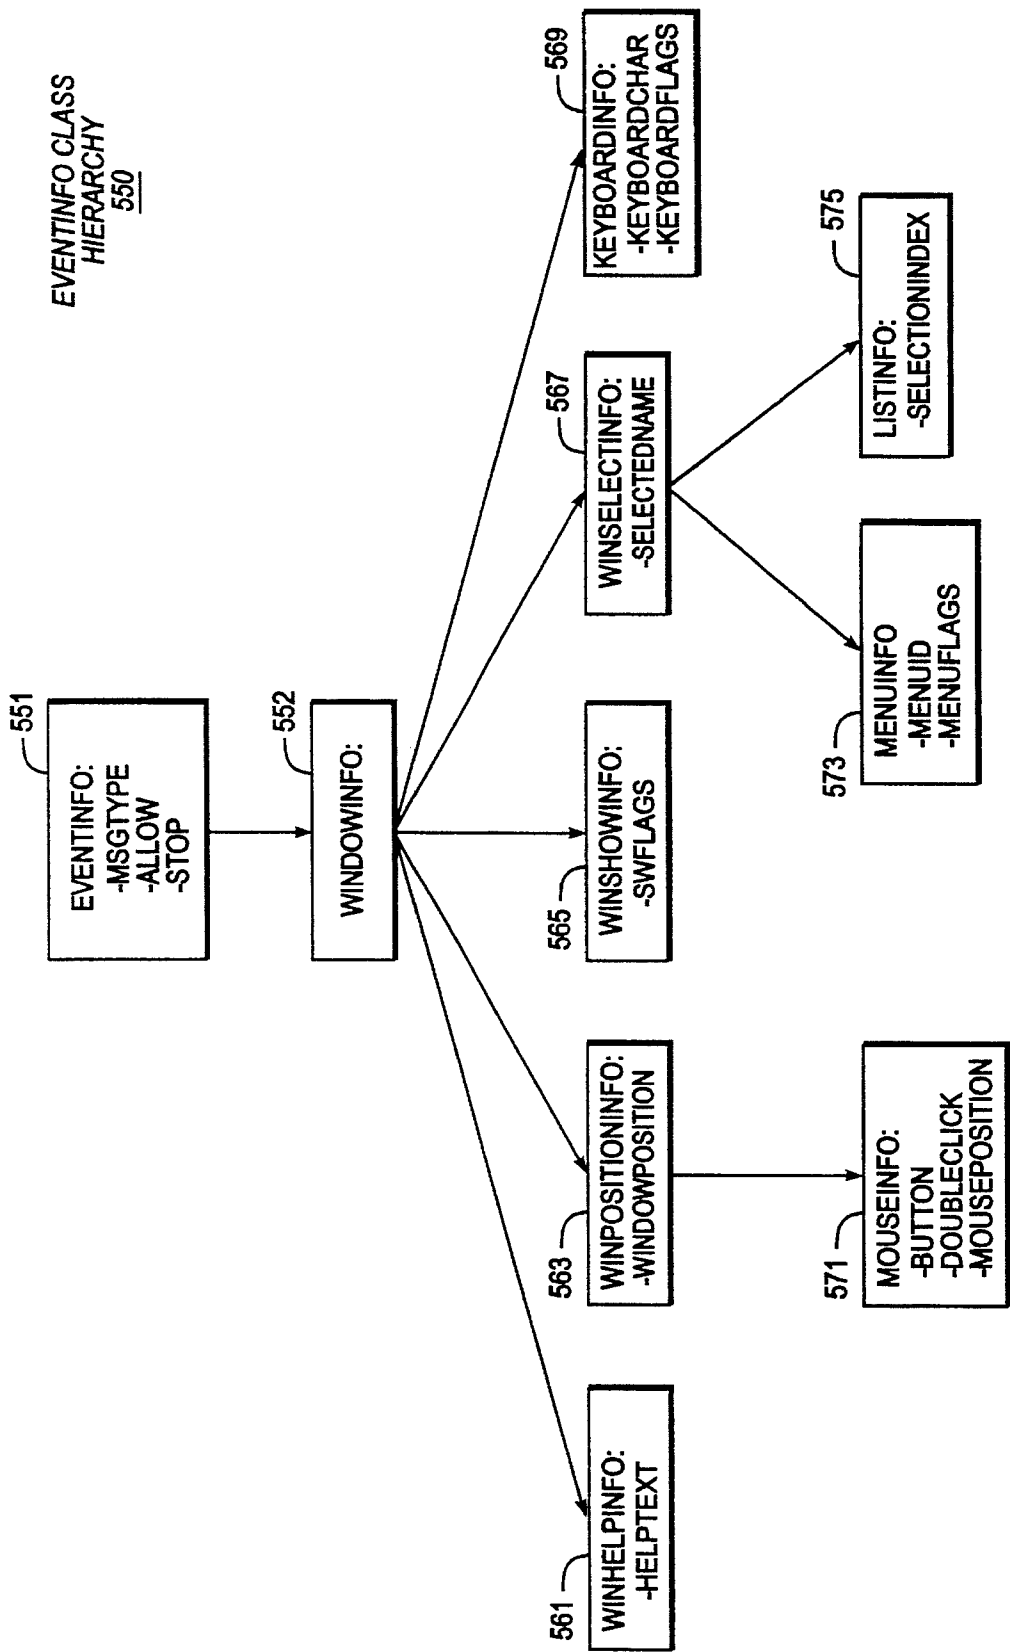 EVENTINFO CLASS
HIERARCHY
550
551
EVENTINFO:
-MSGTYPE
-ALLOW
-STOP
552
WINDOWINFO:
561
WINHELPINFO:
-HELPTEXT
563
WINPOSITIONINFO:
-WINDOWPOSITION
565
WINSHOWINFO:
-SWFLAGS
567
WINSELECTINFO:
-SELECTEDNAME
569
KEYBOARDINFO:
-KEYBOARDCHAR
-KEYBOARDFLAGS
571
MOUSEINFO:
-BUTTON
-DOUBLECLICK
-MOUSEPOSITION
573
MENUINFO
-MENUID
-MENUFLAGS
575
LISTINFO:
-SELECTIONINDEX